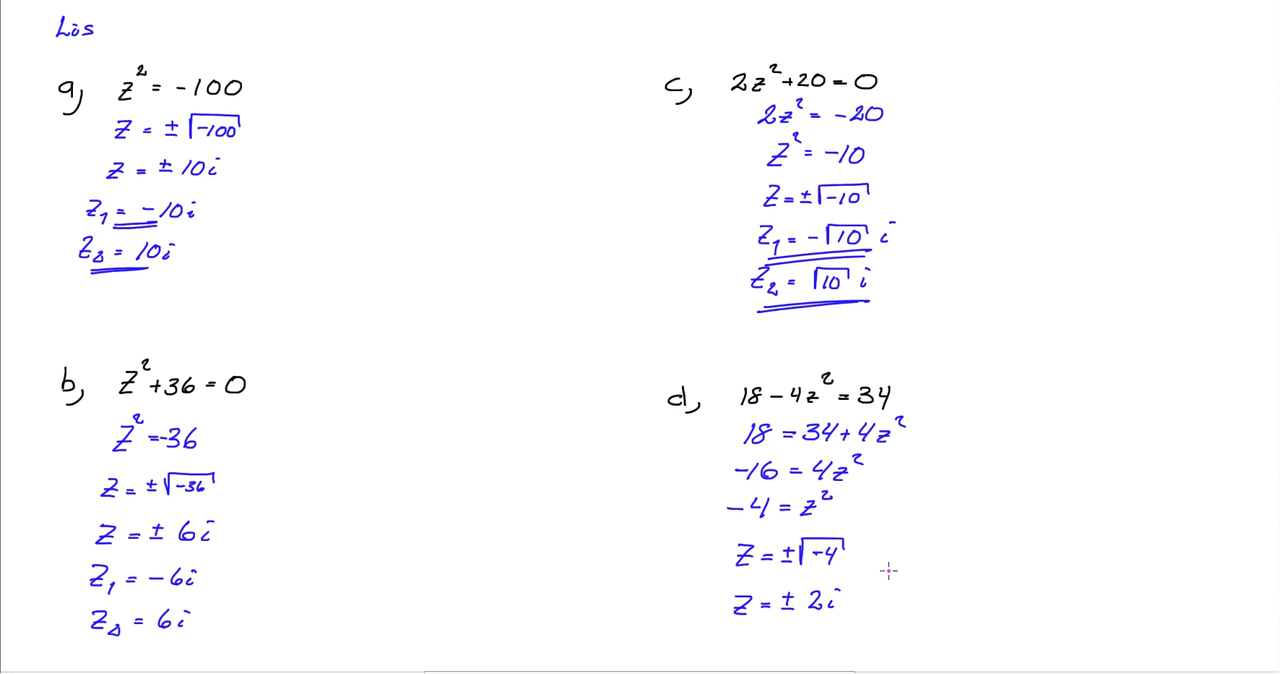 Lös
a) z² = -100
z = ±√-100
z = ±10i
z₁ = -10i
z₂ = 10i
b) z² + 36 = 0
z² = -36
z = ±√-36
z = ± 6i
z₁ = -6i
z₂ = 6i
c) 2z² + 20 = 0
2z² = -20
z² = -10
z = ±√-10
z₁ = -√10 i
z₂ = √10 i
d) 18 - 4z² = 34
18 = 34 + 4z²
-16 = 4z²
-4 = z²
z = ±√-4
z = ± 2i